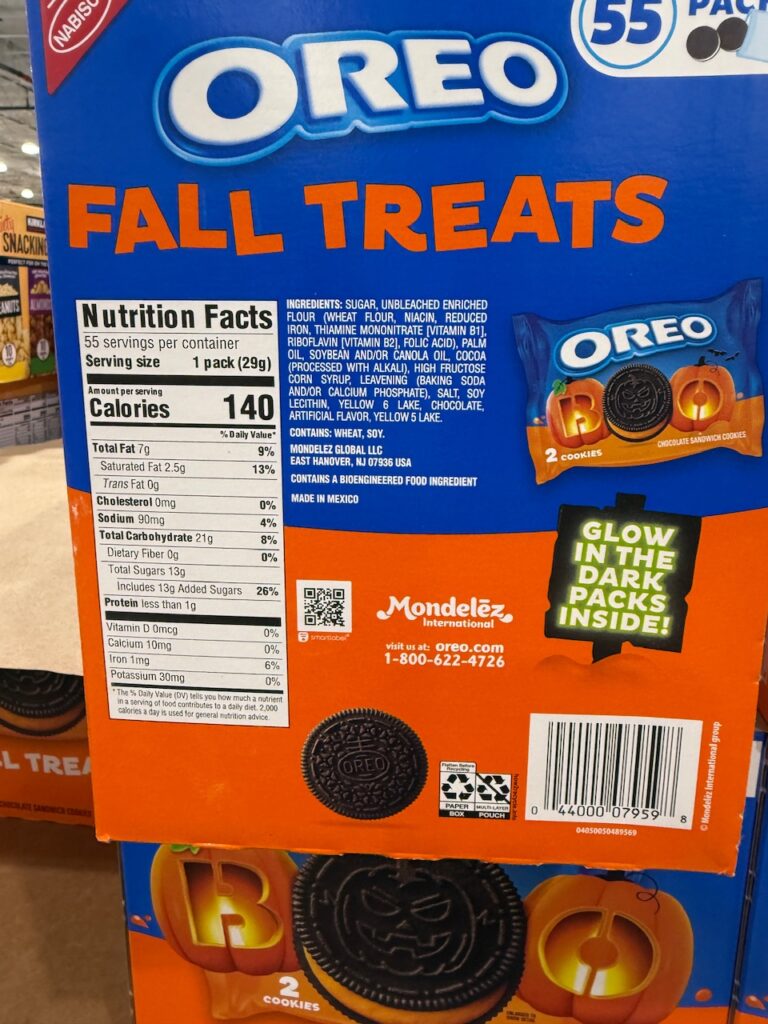 NABISCO
55
PACK
OREO
FALL TREATS
SNACKIN
Nutrition Facts
55 servings per container
Serving size 1 pack (29g)
Amount per serving
Calories 140
% Daily Value*
Total Fat 7g 9%
Saturated Fat 2.5g 13%
Trans Fat 0g
Cholesterol 0mg 0%
Sodium 90mg 4%
Total Carbohydrate 21g 8%
Dietary Fiber 0g 0%
Total Sugars 13g
Includes 13g Added Sugars 26%
Protein less than 1g
Vitamin D 0mcg 0%
Calcium 10mg 0%
Iron 1mg 6%
Potassium 30mg 0%
* The % Daily Value (DV) tells you how much a nutrient
in a serving of food contributes to a daily diet. 2,000
calories a day is used for general nutrition advice.
INGREDIENTS: SUGAR, UNBLEACHED ENRICHED
FLOUR (WHEAT FLOUR, NIACIN, REDUCED
IRON, THIAMINE MONONITRATE [VITAMIN B1],
RIBOFLAVIN [VITAMIN B2], FOLIC ACID), PALM
OIL, SOYBEAN AND/OR CANOLA OIL, COCOA
(PROCESSED WITH ALKALI), HIGH FRUCTOSE
CORN SYRUP, LEAVENING (BAKING SODA
AND/OR CALCIUM PHOSPHATE), SALT, SOY
LECITHIN, YELLOW 6 LAKE, CHOCOLATE,
ARTIFICIAL FLAVOR, YELLOW 5 LAKE.
CONTAINS: WHEAT, SOY.
MONDELEZ GLOBAL LLC
EAST HANOVER, NJ 07936 USA
CONTAINS A BIOENGINEERED FOOD INGREDIENT
MADE IN MEXICO
OREO
B
2 COOKIES
CHOCOLATE SANDWICH COOKIES
GLOW
IN THE
DARK
PACKS
INSIDE!
smartlabel
Mondelēz
International
visit us at: oreo.com
1-800-622-4726
OREO
Flatten Before
Recycling
PAPER
BOX
MULTI-LAYER
POUCH
how2recycle.info
0 44000 07959 8
04050050489569
© Mondelēz International group
L TREA
CHOCOLATE SANDWICH COOKIES
B
2
COOKIES